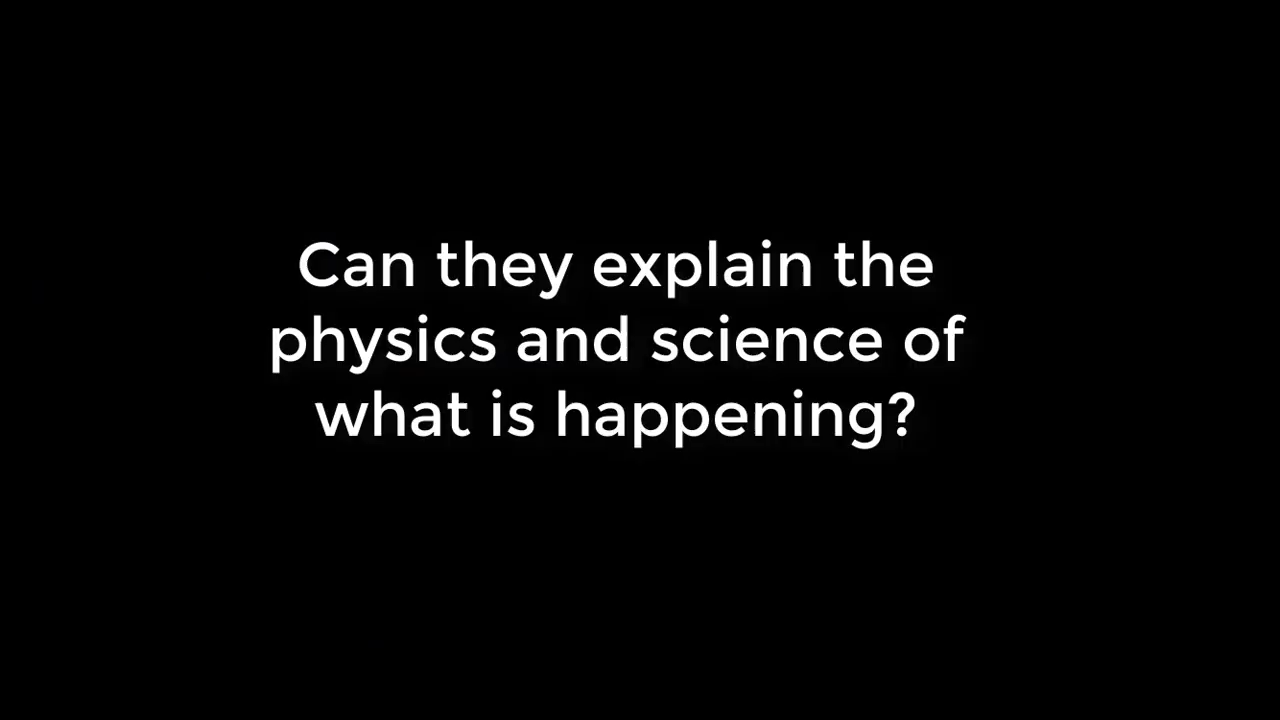 Can they explain the
physics and science of
what is happening?